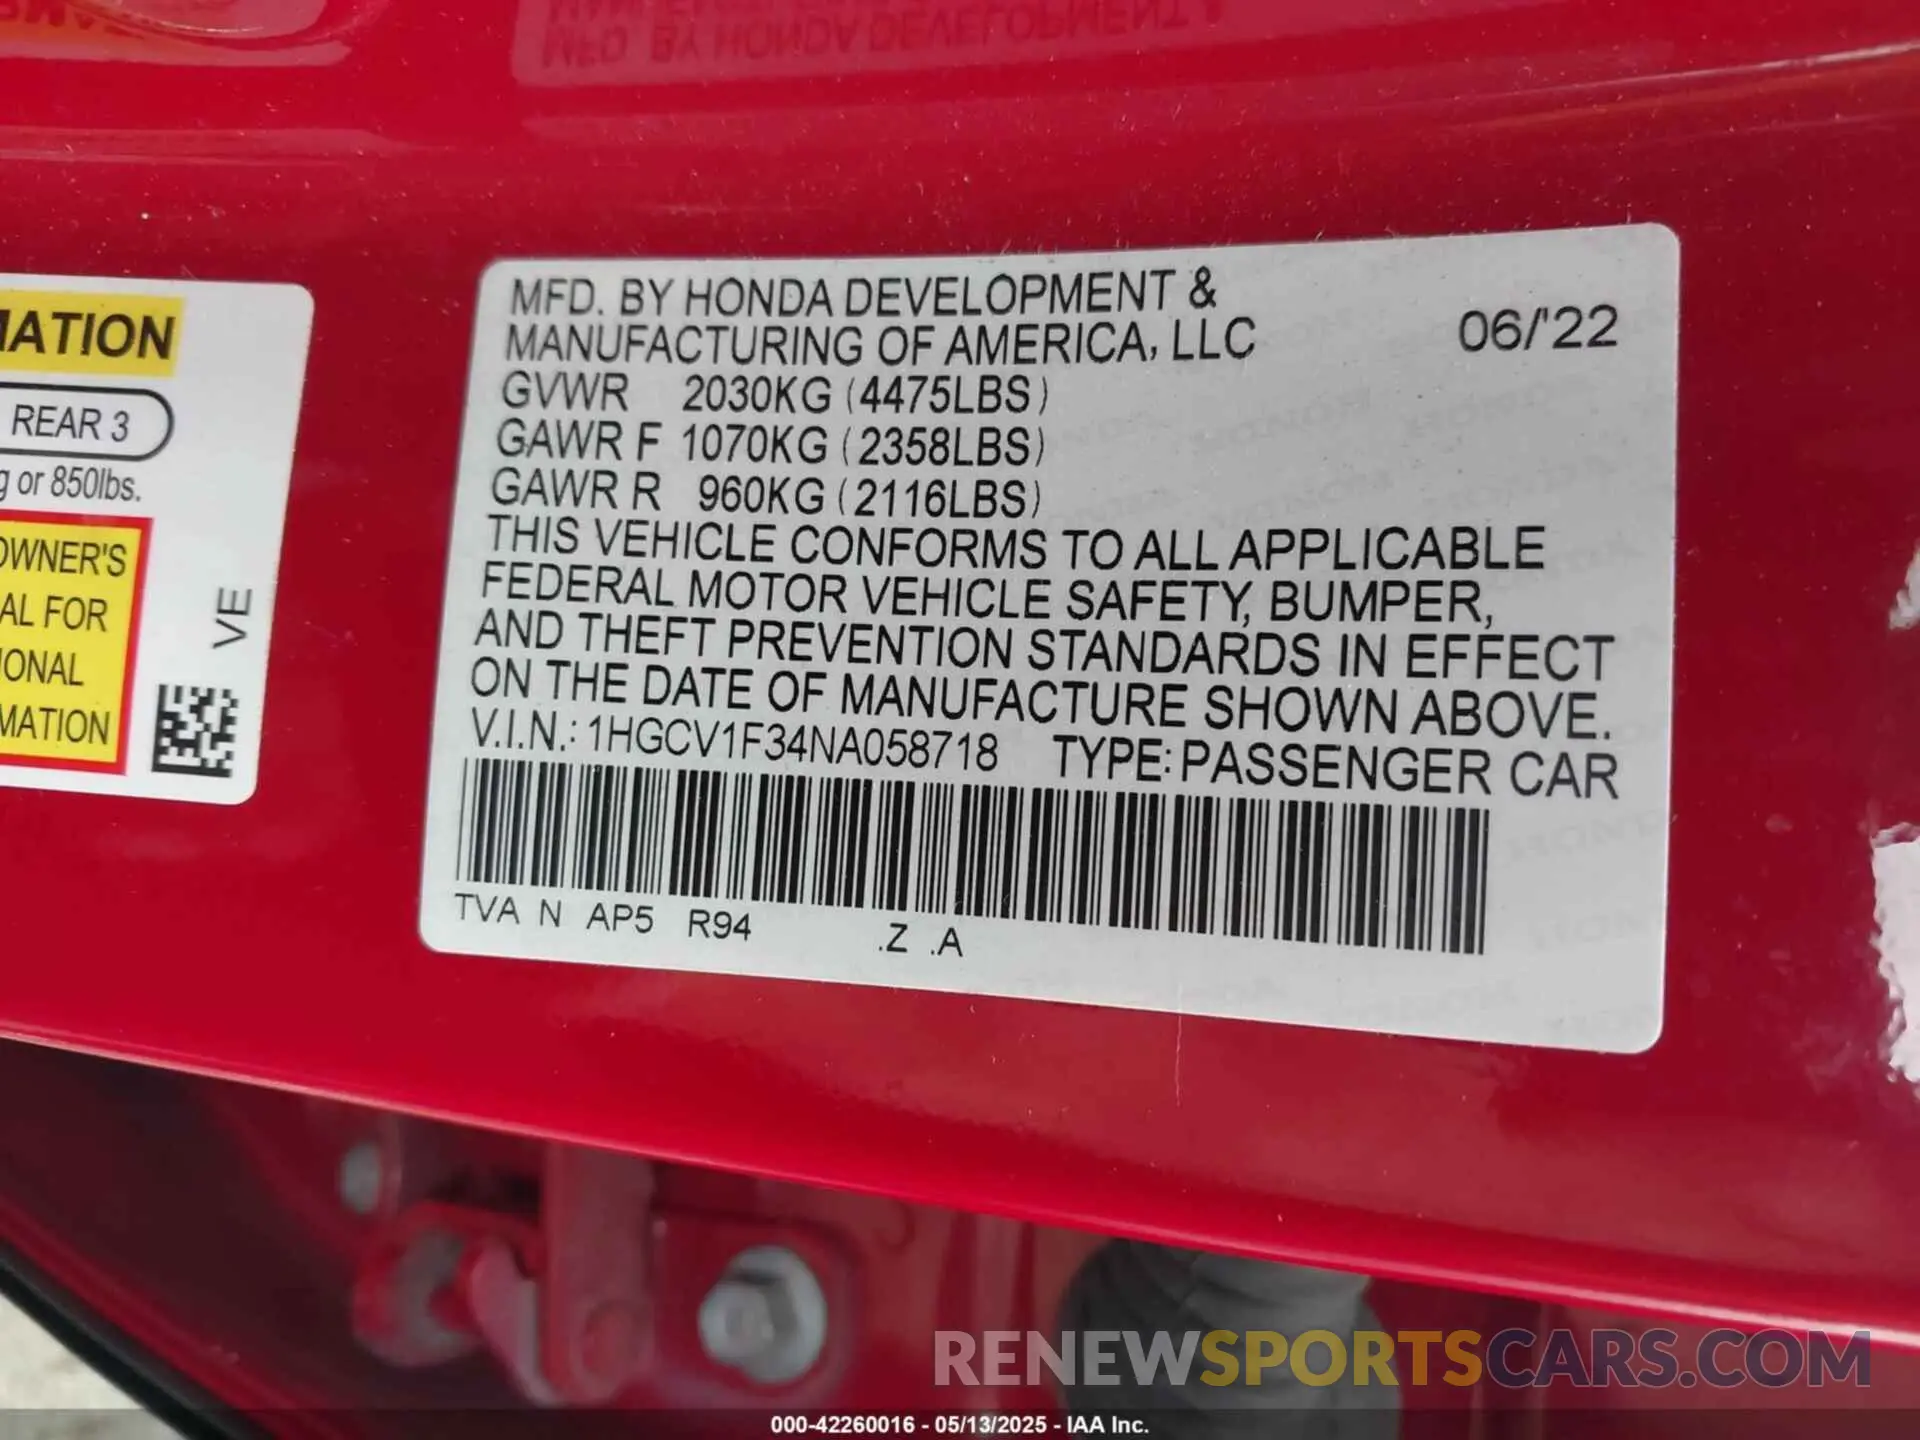 MFD. BY HONDA DEVELOPMENT &
MANUFACTURING OF AMERICA, LLC 06/'22
GVWR 2030KG (4475LBS)
GAWR F 1070KG (2358LBS)
GAWR R 960KG (2116LBS)
THIS VEHICLE CONFORMS TO ALL APPLICABLE
FEDERAL MOTOR VEHICLE SAFETY, BUMPER,
AND THEFT PREVENTION STANDARDS IN EFFECT
ON THE DATE OF MANUFACTURE SHOWN ABOVE.
V.I.N.: 1HGCV1F34NA058718 TYPE: PASSENGER CAR
TVA N AP5 R94 .Z .A
MATION
REAR 3
g or 850lbs.
OWNER'S
AL FOR
IONAL
MATION
VE
RENEWSPORTSCARS.COM
000-42260016 - 05/13/2025 - IAA Inc.